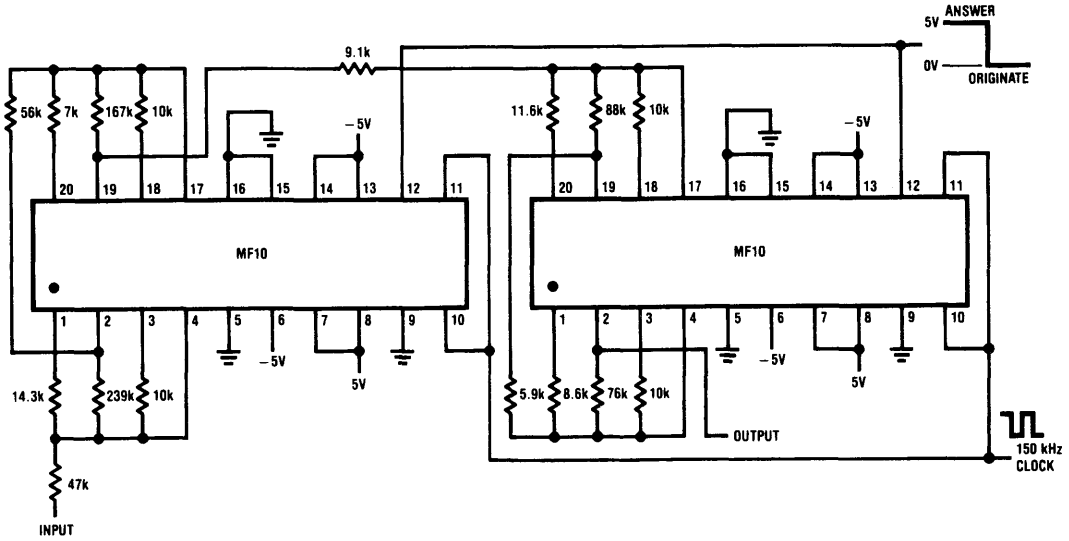 ANSWER
5V
0V
ORIGINATE
9.1k
56k
7k
167k
10k
11.6k
88k
10k
−5V
−5V
20 19 18 17 16 15 14 13 12 11
20 19 18 17 16 15 14 13 12 11
MF10
MF10
1 2 3 4 5 6 7 8 9 10
1 2 3 4 5 6 7 8 9 10
−5V
−5V
5V
5V
14.3k
239k
10k
5.9k
8.6k
76k
10k
OUTPUT
150 kHz
CLOCK
47k
INPUT